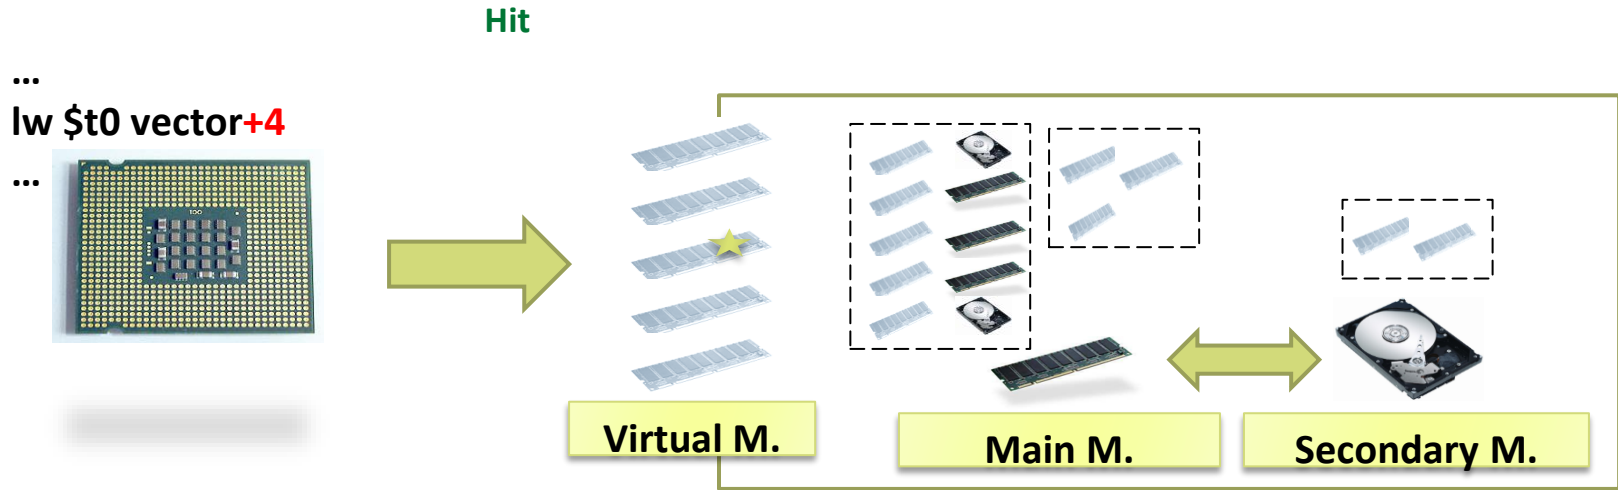 Hit
…
lw $t0 vector+4
…
Virtual M.
Main M.
Secondary M.